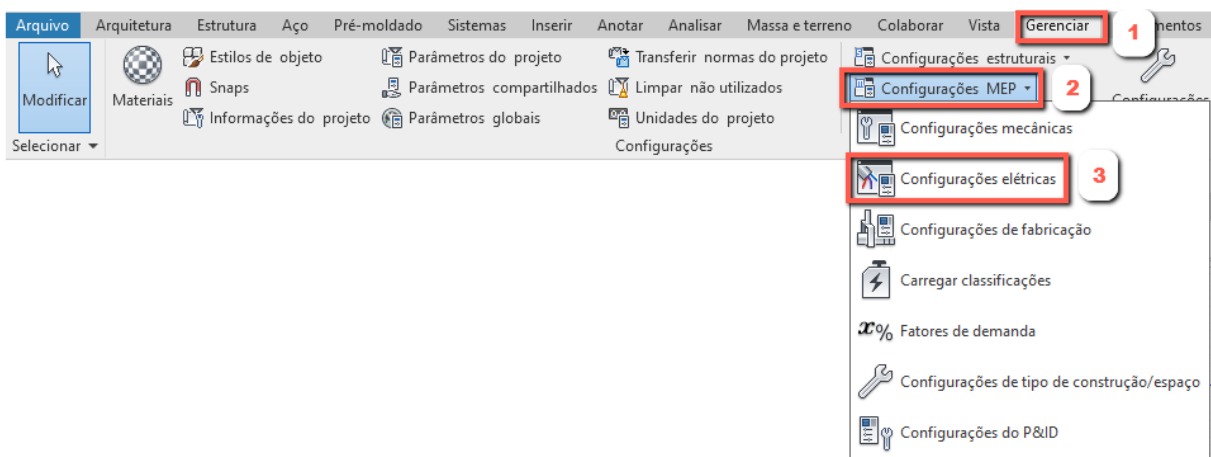 Arquivo Arquitetura Estrutura Aço Pré-moldado Sistemas Inserir Anotar Analisar Massa e terreno Colaborar Vista Gerenciar 1 mentos
Estilos de objeto Parâmetros do projeto Transferir normas do projeto Configurações estruturais
Modificar Materiais Snaps Parâmetros compartilhados Limpar não utilizados Configurações MEP 2 Configurações
Informações do projeto Parâmetros globais Unidades do projeto Configurações mecânicas
Selecionar Configurações
Configurações elétricas 3
Configurações de fabricação
Carregar classificações
x% Fatores de demanda
Configurações de tipo de construção/espaço
Configurações do P&ID